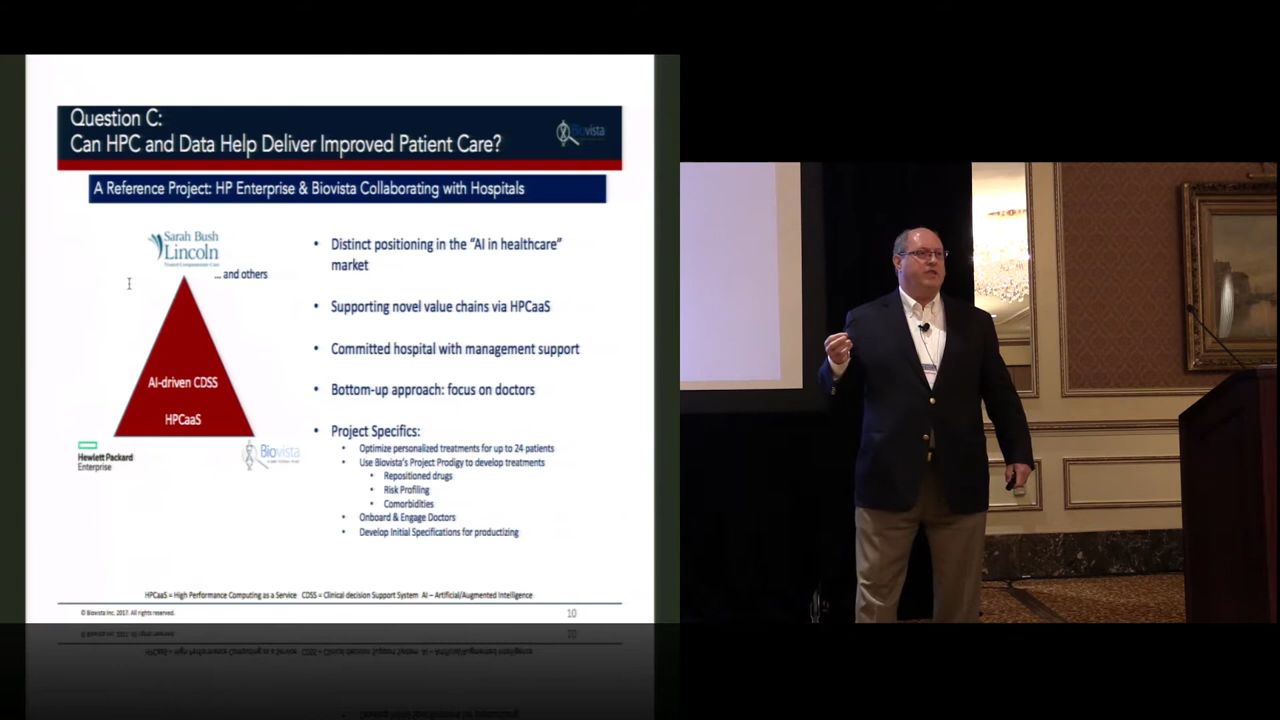 Question C:
Can HPC and Data Help Deliver Improved Patient Care?
Biovista
A Reference Project: HP Enterprise & Biovista Collaborating with Hospitals
Sarah Bush
Lincoln
Trusted Compassionate Care
... and others
AI-driven CDSS
HPCaaS
Hewlett Packard
Enterprise
Biovista
• Distinct positioning in the “AI in healthcare”
market
• Supporting novel value chains via HPCaaS
• Committed hospital with management support
• Bottom-up approach: focus on doctors
• Project Specifics:
• Optimize personalized treatments for up to 24 patients
• Use Biovista's Project Prodigy to develop treatments
• Repositioned drugs
• Risk Profiling
• Comorbidities
• Onboard & Engage Doctors
• Develop Initial Specifications for productizing
HPCaaS = High Performance Computing as a Service CDSS = Clinical decision Support System AI – Artificial/Augmented Intelligence
© Biovista Inc. 2017. All rights reserved.
10